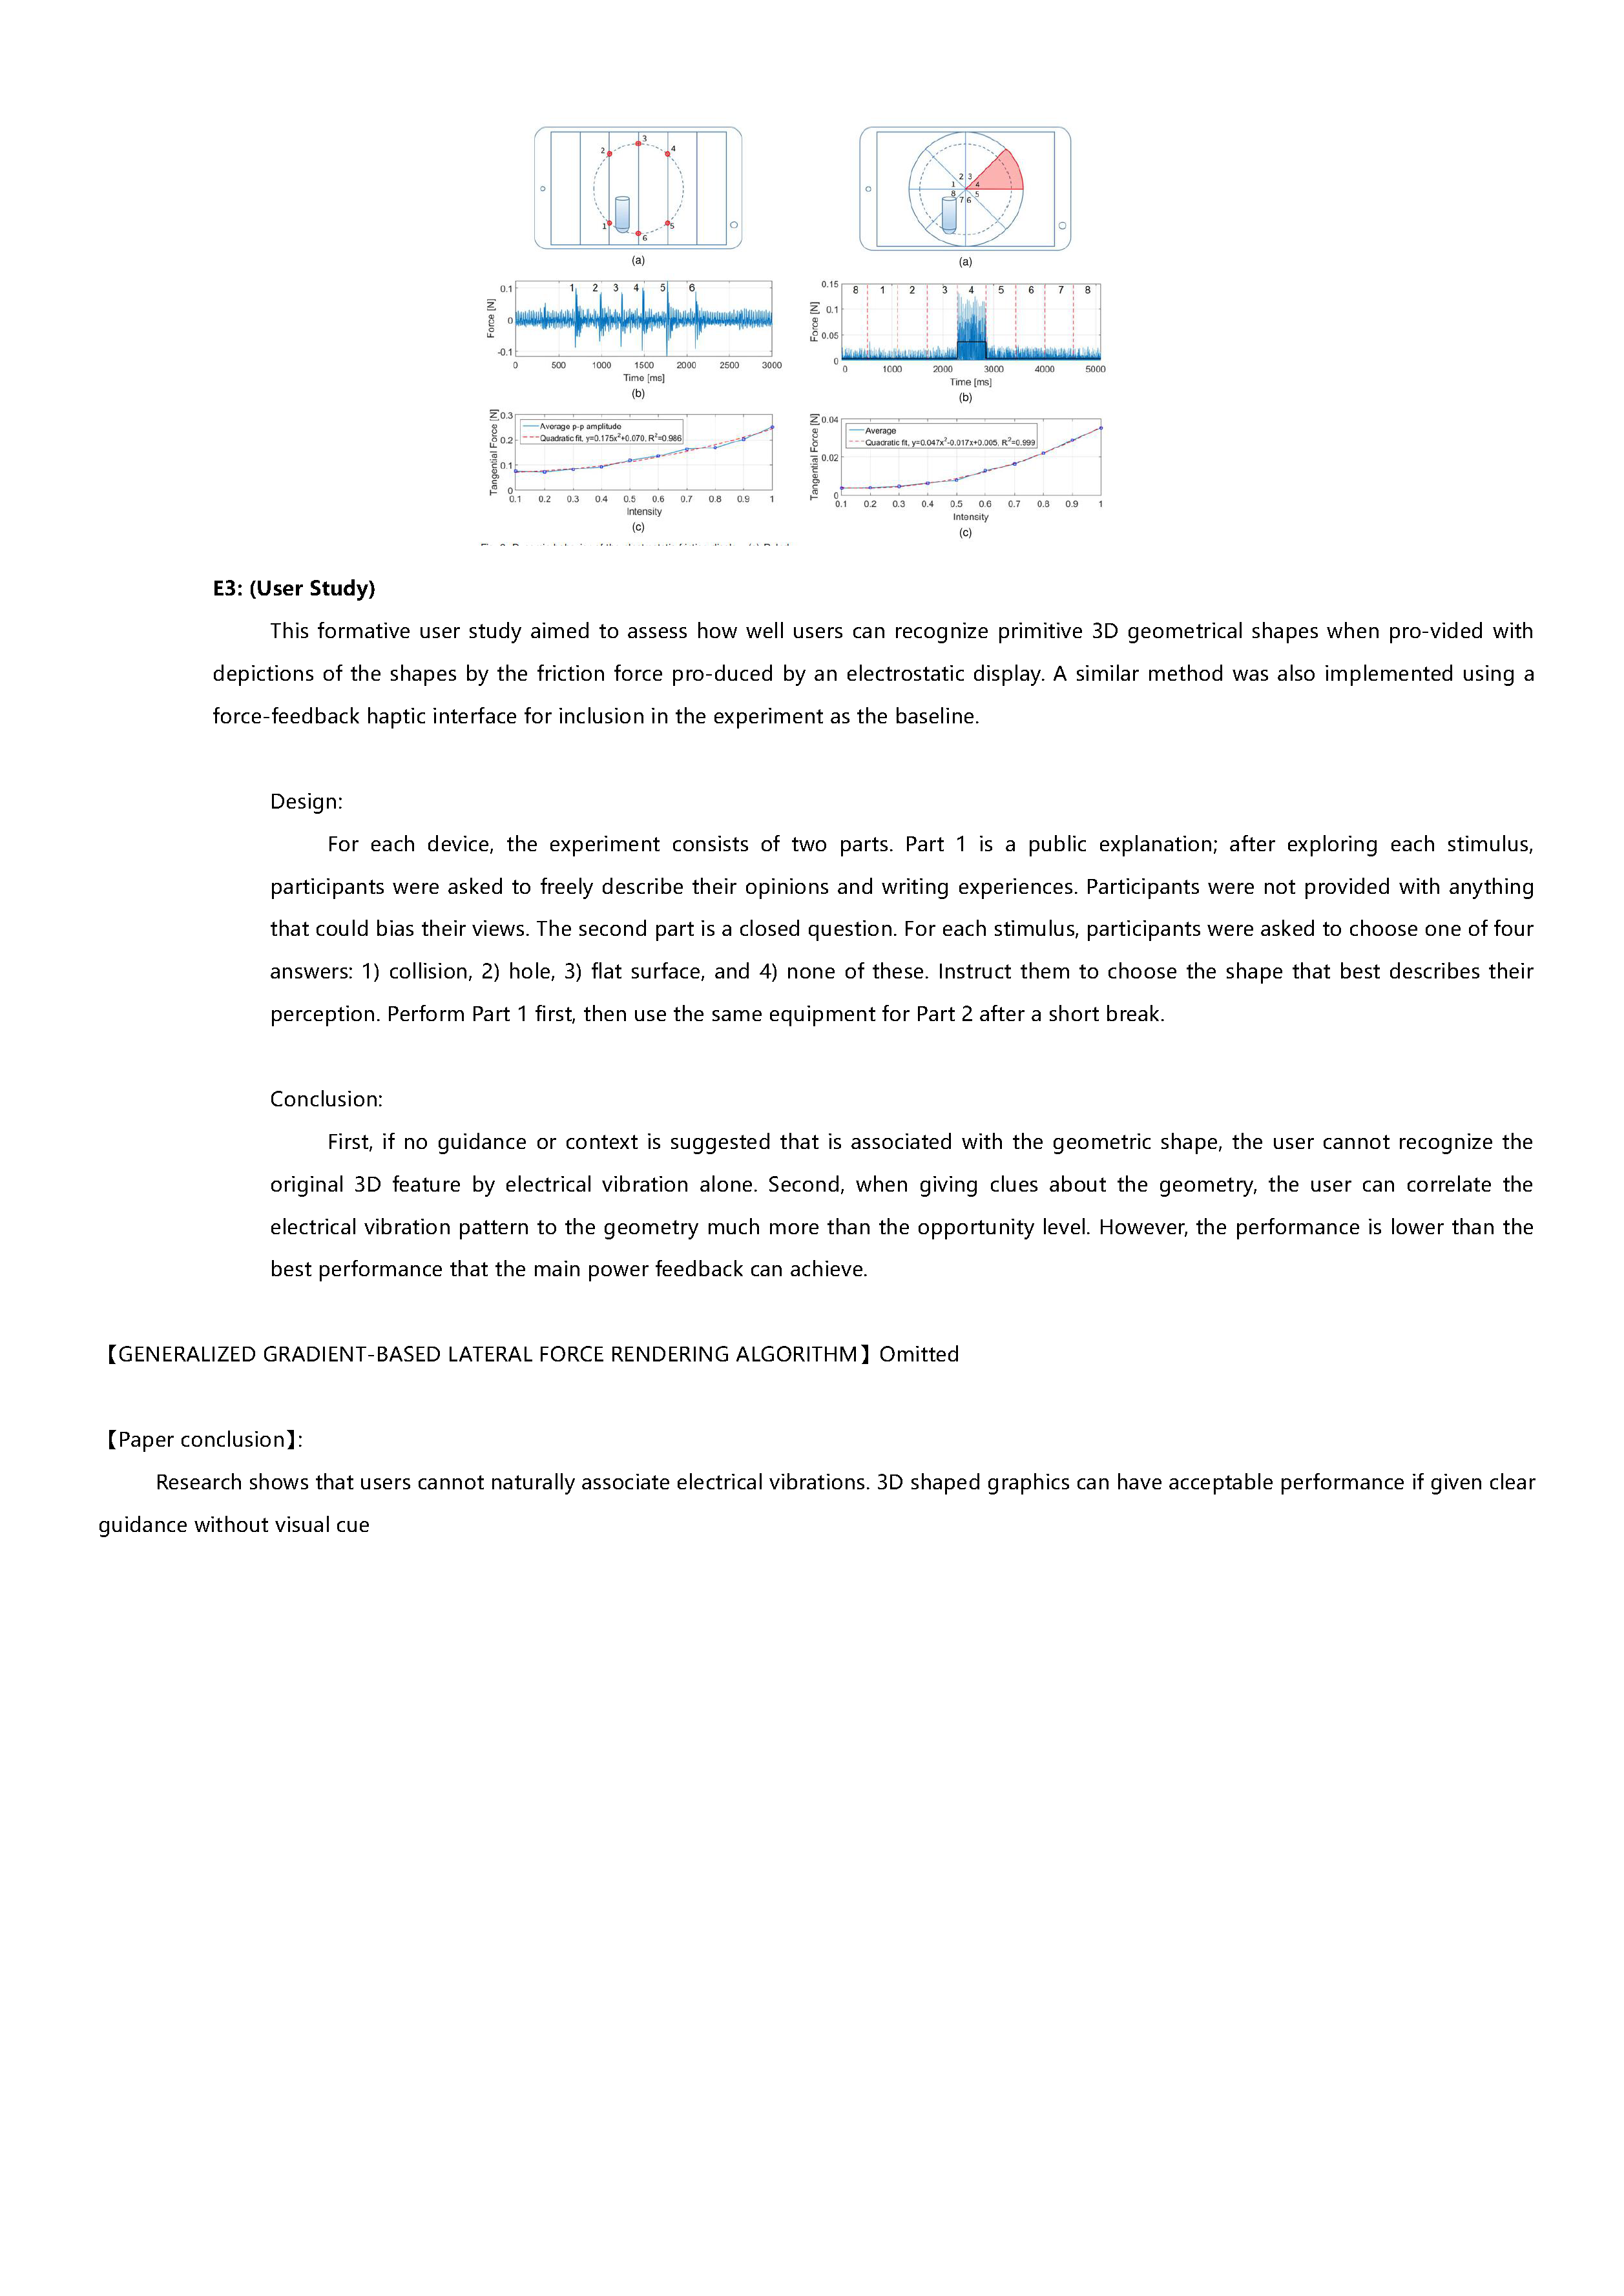 3
2
4
1
5
6
(a)
2 3
1 4
8 5
7 6
(a)
0.1
0
-0.1
Force [N]
1 2 3 4 5 6
0 500 1000 1500 2000 2500 3000
Time [ms]
(b)
0.15
0.1
0.05
0
Force [N]
8 1 2 3 4 5 6 7 8
0 1000 2000 3000 4000 5000
Time [ms]
(b)
0.3
0.2
0.1
0
Tangential Force [N]
Average p-p amplitude
Quadratic fit, y=0.175x²+0.070, R²=0.986
0.1 0.2 0.3 0.4 0.5 0.6 0.7 0.8 0.9 1
Intensity
(c)
0.04
0.02
0
Tangential Force [N]
Average
Quadratic fit, y=0.047x²-0.017x+0.005, R²=0.999
0.1 0.2 0.3 0.4 0.5 0.6 0.7 0.8 0.9 1
Intensity
(c)
E3: (User Study)
This formative user study aimed to assess how well users can recognize primitive 3D geometrical shapes when pro-vided with
depictions of the shapes by the friction force pro-duced by an electrostatic display. A similar method was also implemented using a
force-feedback haptic interface for inclusion in the experiment as the baseline.
Design:
For each device, the experiment consists of two parts. Part 1 is a public explanation; after exploring each stimulus,
participants were asked to freely describe their opinions and writing experiences. Participants were not provided with anything
that could bias their views. The second part is a closed question. For each stimulus, participants were asked to choose one of four
answers: 1) collision, 2) hole, 3) flat surface, and 4) none of these. Instruct them to choose the shape that best describes their
perception. Perform Part 1 first, then use the same equipment for Part 2 after a short break.
Conclusion:
First, if no guidance or context is suggested that is associated with the geometric shape, the user cannot recognize the
original 3D feature by electrical vibration alone. Second, when giving clues about the geometry, the user can correlate the
electrical vibration pattern to the geometry much more than the opportunity level. However, the performance is lower than the
best performance that the main power feedback can achieve.
【GENERALIZED GRADIENT-BASED LATERAL FORCE RENDERING ALGORITHM】Omitted
【Paper conclusion】:
Research shows that users cannot naturally associate electrical vibrations. 3D shaped graphics can have acceptable performance if given clear
guidance without visual cue